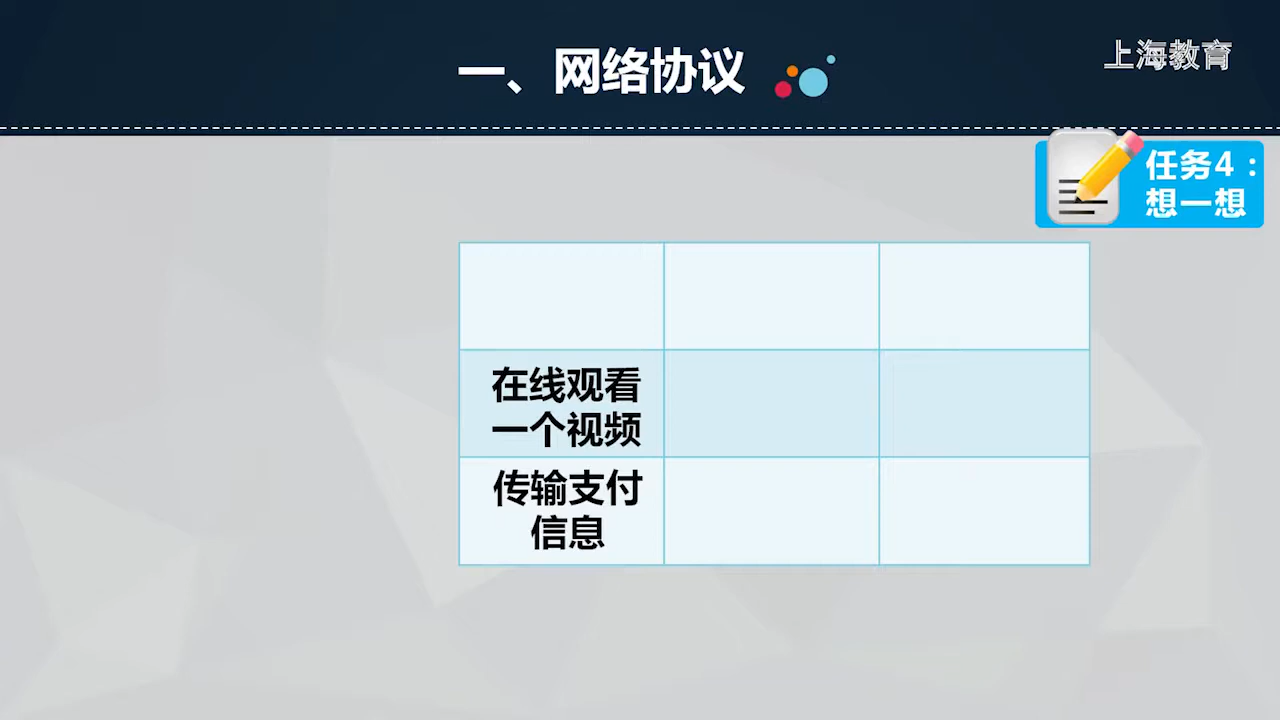 一、网络协议
上海教育
任务4：
想一想
在线观看
一个视频
传输支付
信息